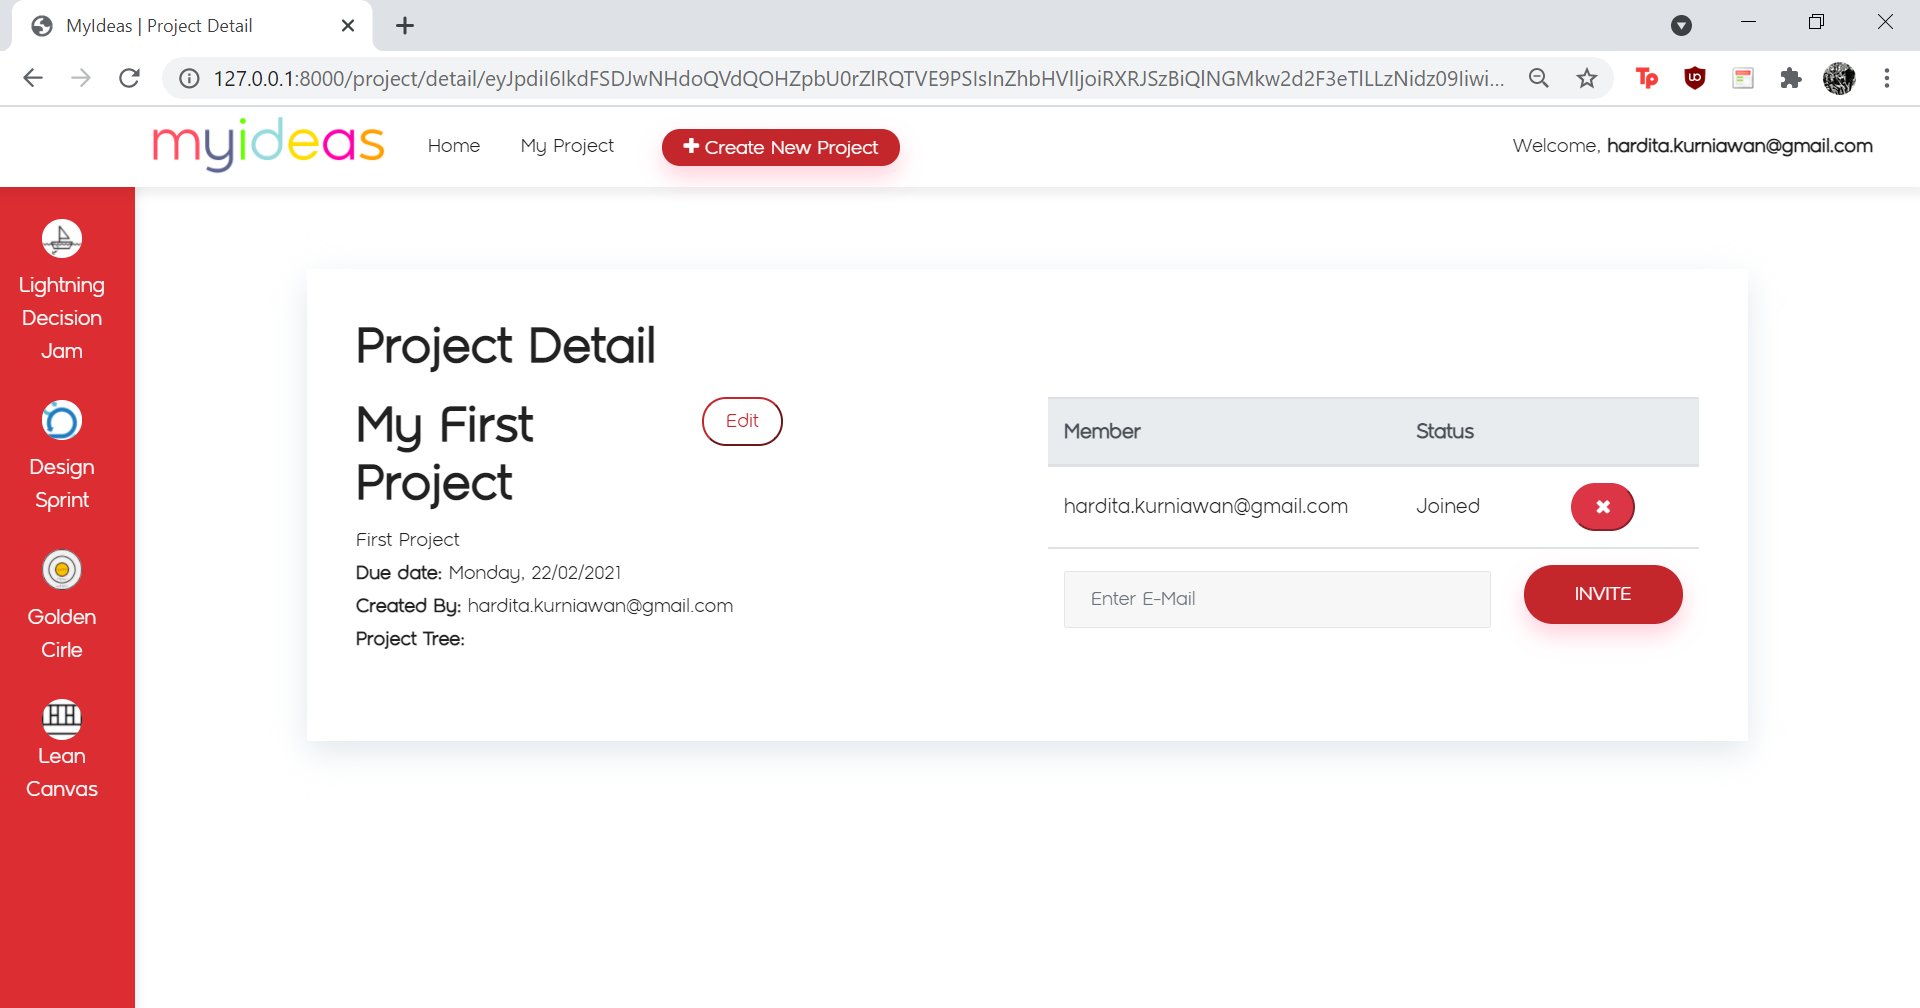 MyIdeas | Project Detail
127.0.0.1:8000/project/detail/
myideas
Home
My Project
Create New Project
Welcome, hardita.kurniawan@gmail.com
Lightning
Decision
Jam
Design
Sprint
Golden
Cirle
Lean
Canvas
Project Detail
My First
Project
Edit
First Project
Due date: Monday, 22/02/2021
Created By: hardita.kurniawan@gmail.com
Project Tree:
Member Status
hardita.kurniawan@gmail.com Joined
Enter E-Mail
INVITE